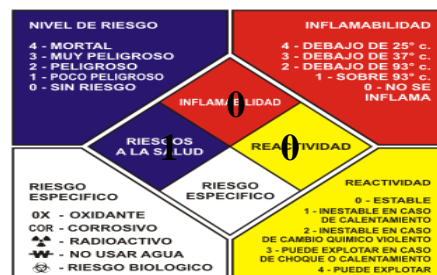 NIVEL DE RIESGO
4 - MORTAL
3 - MUY PELIGROSO
2 - PELIGROSO
1 - POCO PELIGROSO
0 - SIN RIESGO
INFLAMABILIDAD
4 - DEBAJO DE 25° c.
3 - DEBAJO DE 37° c.
2 - DEBAJO DE 93° c.
1 - SOBRE 93° c.
0 - NO SE
INFLAMA
INFLAMABILIDAD
0
RIESGOS
A LA SALUD
1
REACTIVIDAD
0
RIESGO
ESPECIFICO
RIESGO
ESPECIFICO
0X - OXIDANTE
COR - CORROSIVO
- RADIOACTIVO
W - NO USAR AGUA
- RIESGO BIOLOGICO
REACTIVIDAD
0 - ESTABLE
1 - INESTABLE EN CASO
DE CALENTAMIENTO
2 - INESTABLE EN CASO
DE CAMBIO QUIMICO VIOLENTO
3 - PUEDE EXPLOTAR EN CASO
DE CHOQUE O CALENTAMIENTO
4 - PUEDE EXPLOTAR